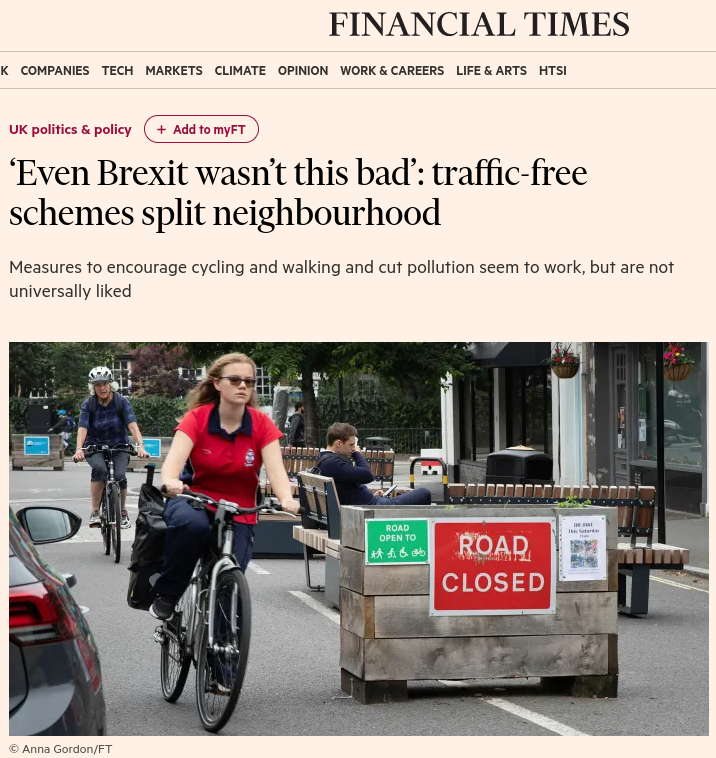 FINANCIAL TIMES
K COMPANIES TECH MARKETS CLIMATE OPINION WORK & CAREERS LIFE & ARTS HTSI
UK politics & policy + Add to myFT
‘Even Brexit wasn’t this bad’: traffic-free
schemes split neighbourhood
Measures to encourage cycling and walking and cut pollution seem to work, but are not
universally liked
ROAD
OPEN TO
ROAD
CLOSED
This Saturday
© Anna Gordon/FT